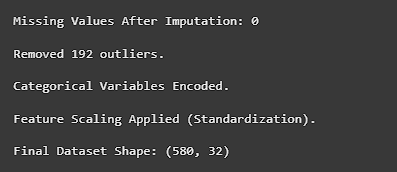 Missing Values After Imputation: 0
Removed 192 outliers.
Categorical Variables Encoded.
Feature Scaling Applied (Standardization).
Final Dataset Shape: (580, 32)